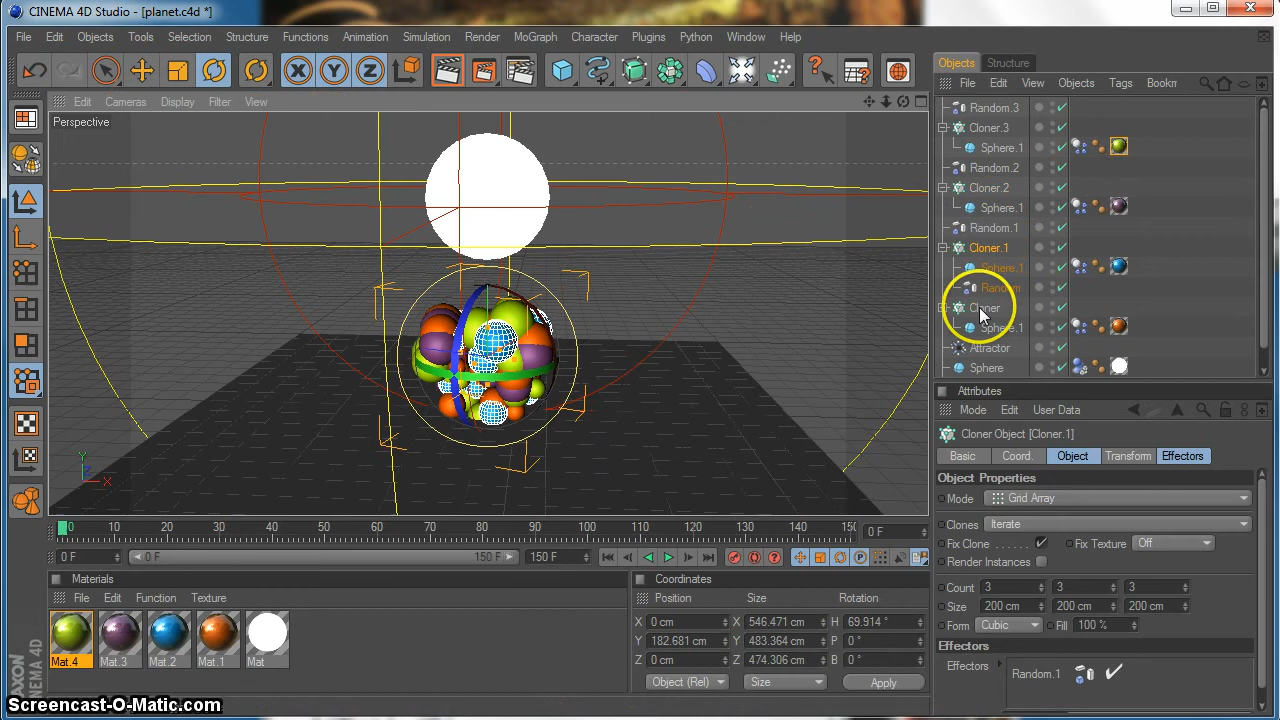 CINEMA 4D Studio - [planet.c4d *]
File Edit Objects Tools Selection Structure Functions Animation Simulation Render MoGraph Character Plugins Python Window Help
X Y Z
Objects Structure
File Edit View Objects Tags Bookm
Edit Cameras Display Filter View
Perspective
Random.3
Cloner.3
Sphere.1
Random.2
Cloner.2
Sphere.1
Random.1
Cloner.1
Sphere.1
Random
Cloner
Sphere.1
Attractor
Sphere
Y
Z
X
Attributes
Mode Edit User Data
Cloner Object [Cloner.1]
Basic Coord. Object Transform Effectors
Object Properties
Mode Grid Array
Clones Iterate
Fix Clone Fix Texture Off
Render Instances
Count 3 3 3
Size 200 cm 200 cm 200 cm
Form Cubic Fill 100 %
Effectors
Effectors Random.1
0 10 20 30 40 50 60 70 80 90 100 110 120 130 140 150 0 F
0 F 0 F 150 F 150 F
P
Materials
File Edit Function Texture
Mat.4 Mat.3 Mat.2 Mat.1 Mat
Coordinates
Position Size Rotation
X 0 cm X 546.471 cm H 69.914 °
Y 182.681 cm Y 483.364 cm P 0 °
Z 0 cm Z 474.306 cm B 0 °
Object (Rel) Size Apply
CINEMA 4D
Screencast-O-Matic.com